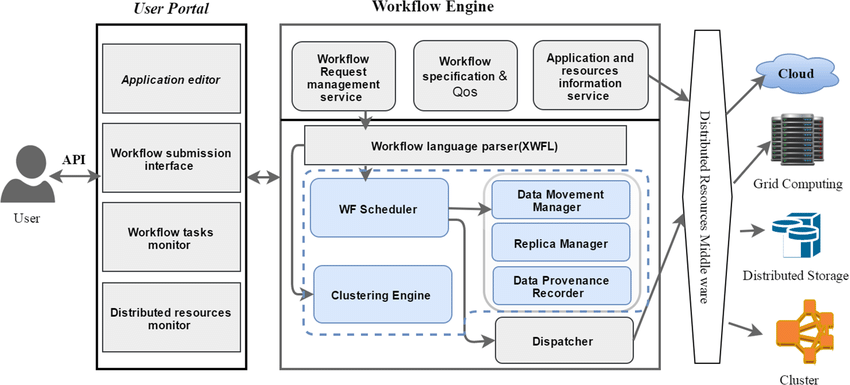 User Portal
Workflow Engine
Application editor
Workflow submission
interface
Workflow tasks
monitor
Distributed resources
monitor
API
User
Workflow
Request
management
service
Workflow
specification &
Qos
Application and
resources
information
service
Workflow language parser(XWFL)
WF Scheduler
Clustering Engine
Data Movement
Manager
Replica Manager
Data Provenance
Recorder
Dispatcher
Distributed Resources Middle ware
Cloud
Grid Computing
Distributed Storage
Cluster